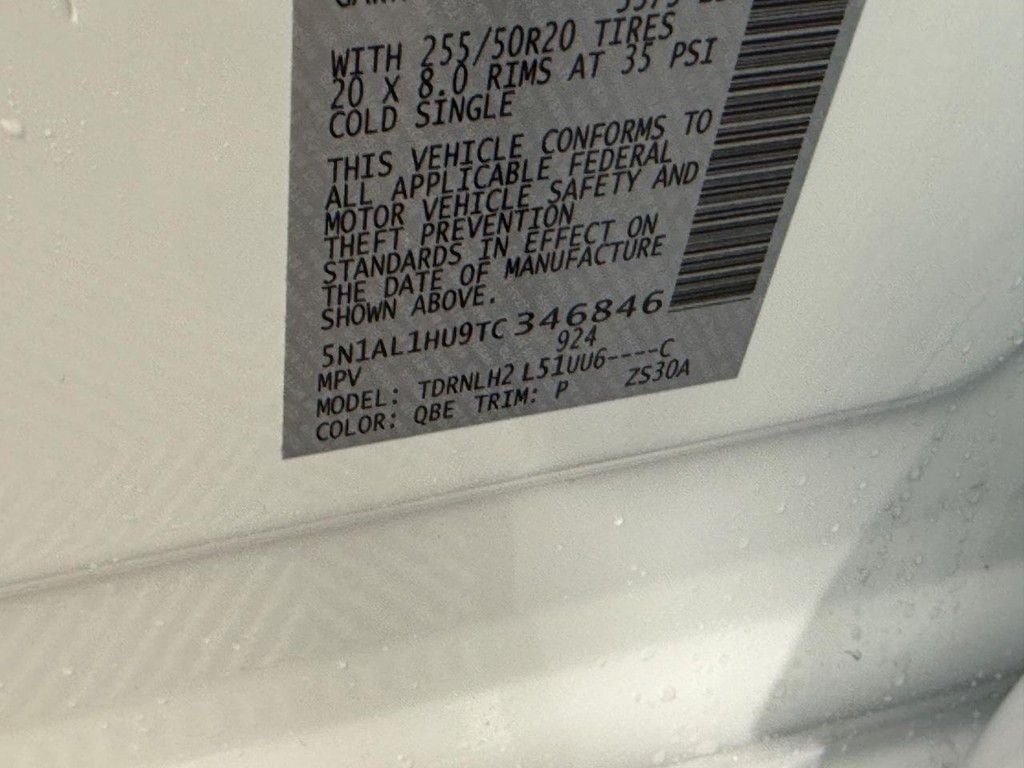 WITH 255/50R20 TIRES
20 X 8.0 RIMS AT 35 PSI
COLD SINGLE
THIS VEHICLE CONFORMS TO
ALL APPLICABLE FEDERAL
MOTOR VEHICLE SAFETY AND
THEFT PREVENTION
STANDARDS IN EFFECT ON
THE DATE OF MANUFACTURE
SHOWN ABOVE.
5N1AL1HU9TC346846
MPV 924
MODEL: TDRNLH2 L51UU6----C
COLOR: QBE TRIM: P ZS30A